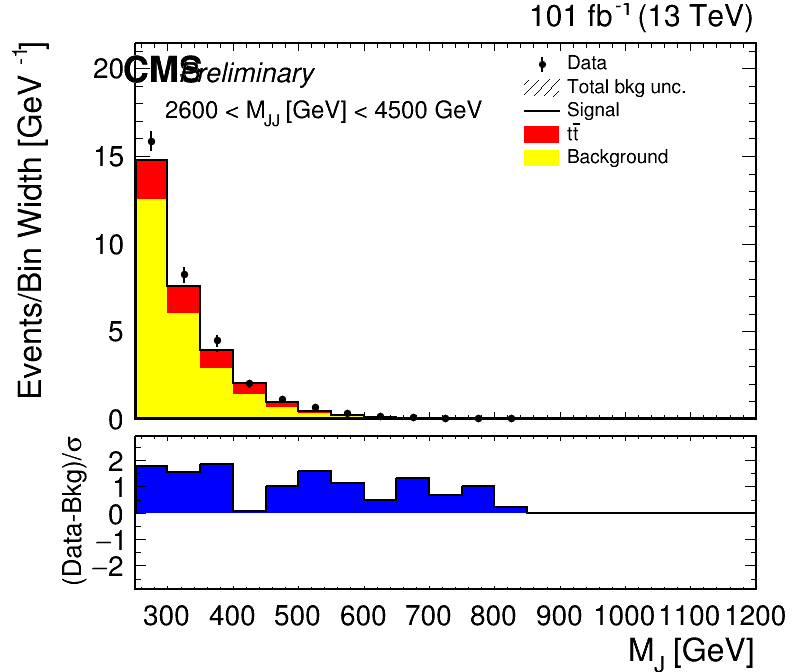 101 fb⁻¹ (13 TeV)
CMS Preliminary
2600 < M_JJ [GeV] < 4500 GeV
Data
Total bkg unc.
Signal
tt̄
Background
Events/Bin Width [GeV⁻¹]
20
15
10
5
0
(Data-Bkg)/σ
2
1
0
−1
−2
300 400 500 600 700 800 900 1000 1100 1200
M_J [GeV]